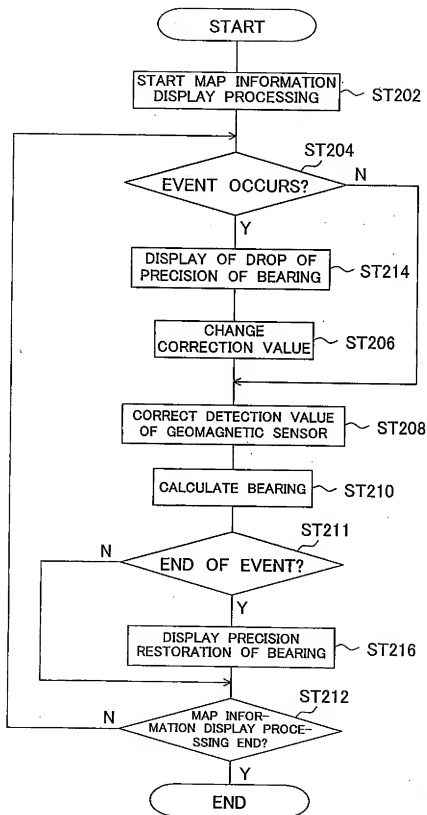 START
START MAP INFORMATION
DISPLAY PROCESSING
ST202
ST204
EVENT OCCURS?
N
Y
DISPLAY OF DROP OF
PRECISION OF BEARING
ST214
CHANGE
CORRECTION VALUE
ST206
CORRECT DETECTION VALUE
OF GEOMAGNETIC SENSOR
ST208
CALCULATE BEARING
ST210
ST211
N
END OF EVENT?
Y
DISPLAY PRECISION
RESTORATION OF BEARING
ST216
ST212
N
MAP INFOR-
MATION DISPLAY PROCE-
SSING END?
Y
END